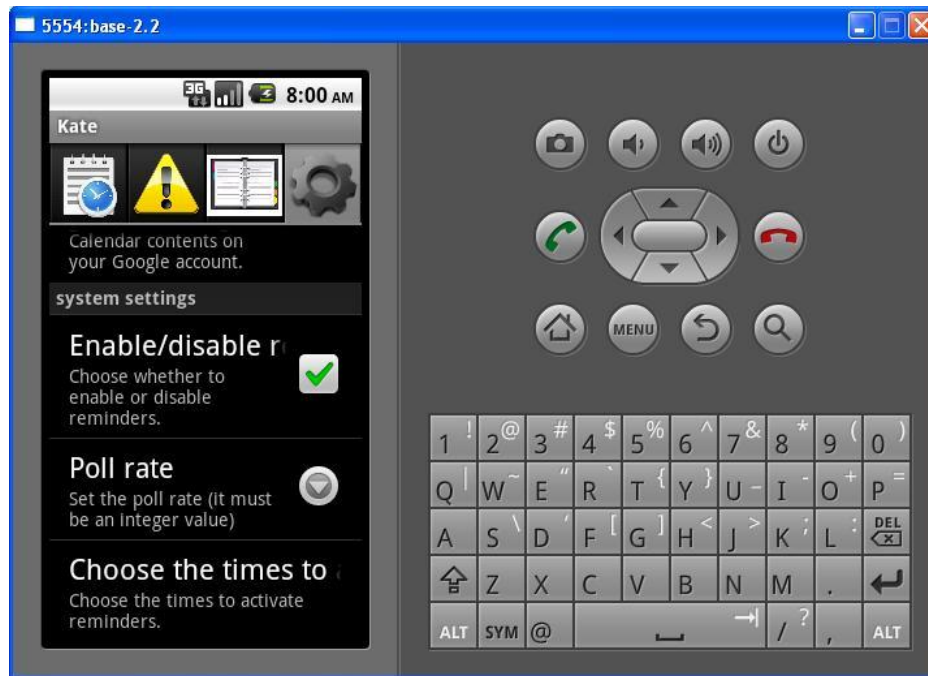 5554:base-2.2
3G
8:00 AM
Kate
Calendar contents on
your Google account.
system settings
Enable/disable r
Choose whether to
enable or disable
reminders.
Poll rate
Set the poll rate (it must
be an integer value)
Choose the times to
Choose the times to activate
reminders.
MENU
1 ! 2 @ 3 # 4 $ 5 % 6 ^ 7 & 8 * 9 ( 0 )
Q | W ~ E “ R ` T { Y } U _ I - O + P =
A S \ D ' F [ G ] H < J > K ; L : DEL
Z X C V B N M .
ALT SYM @ / ? , ALT